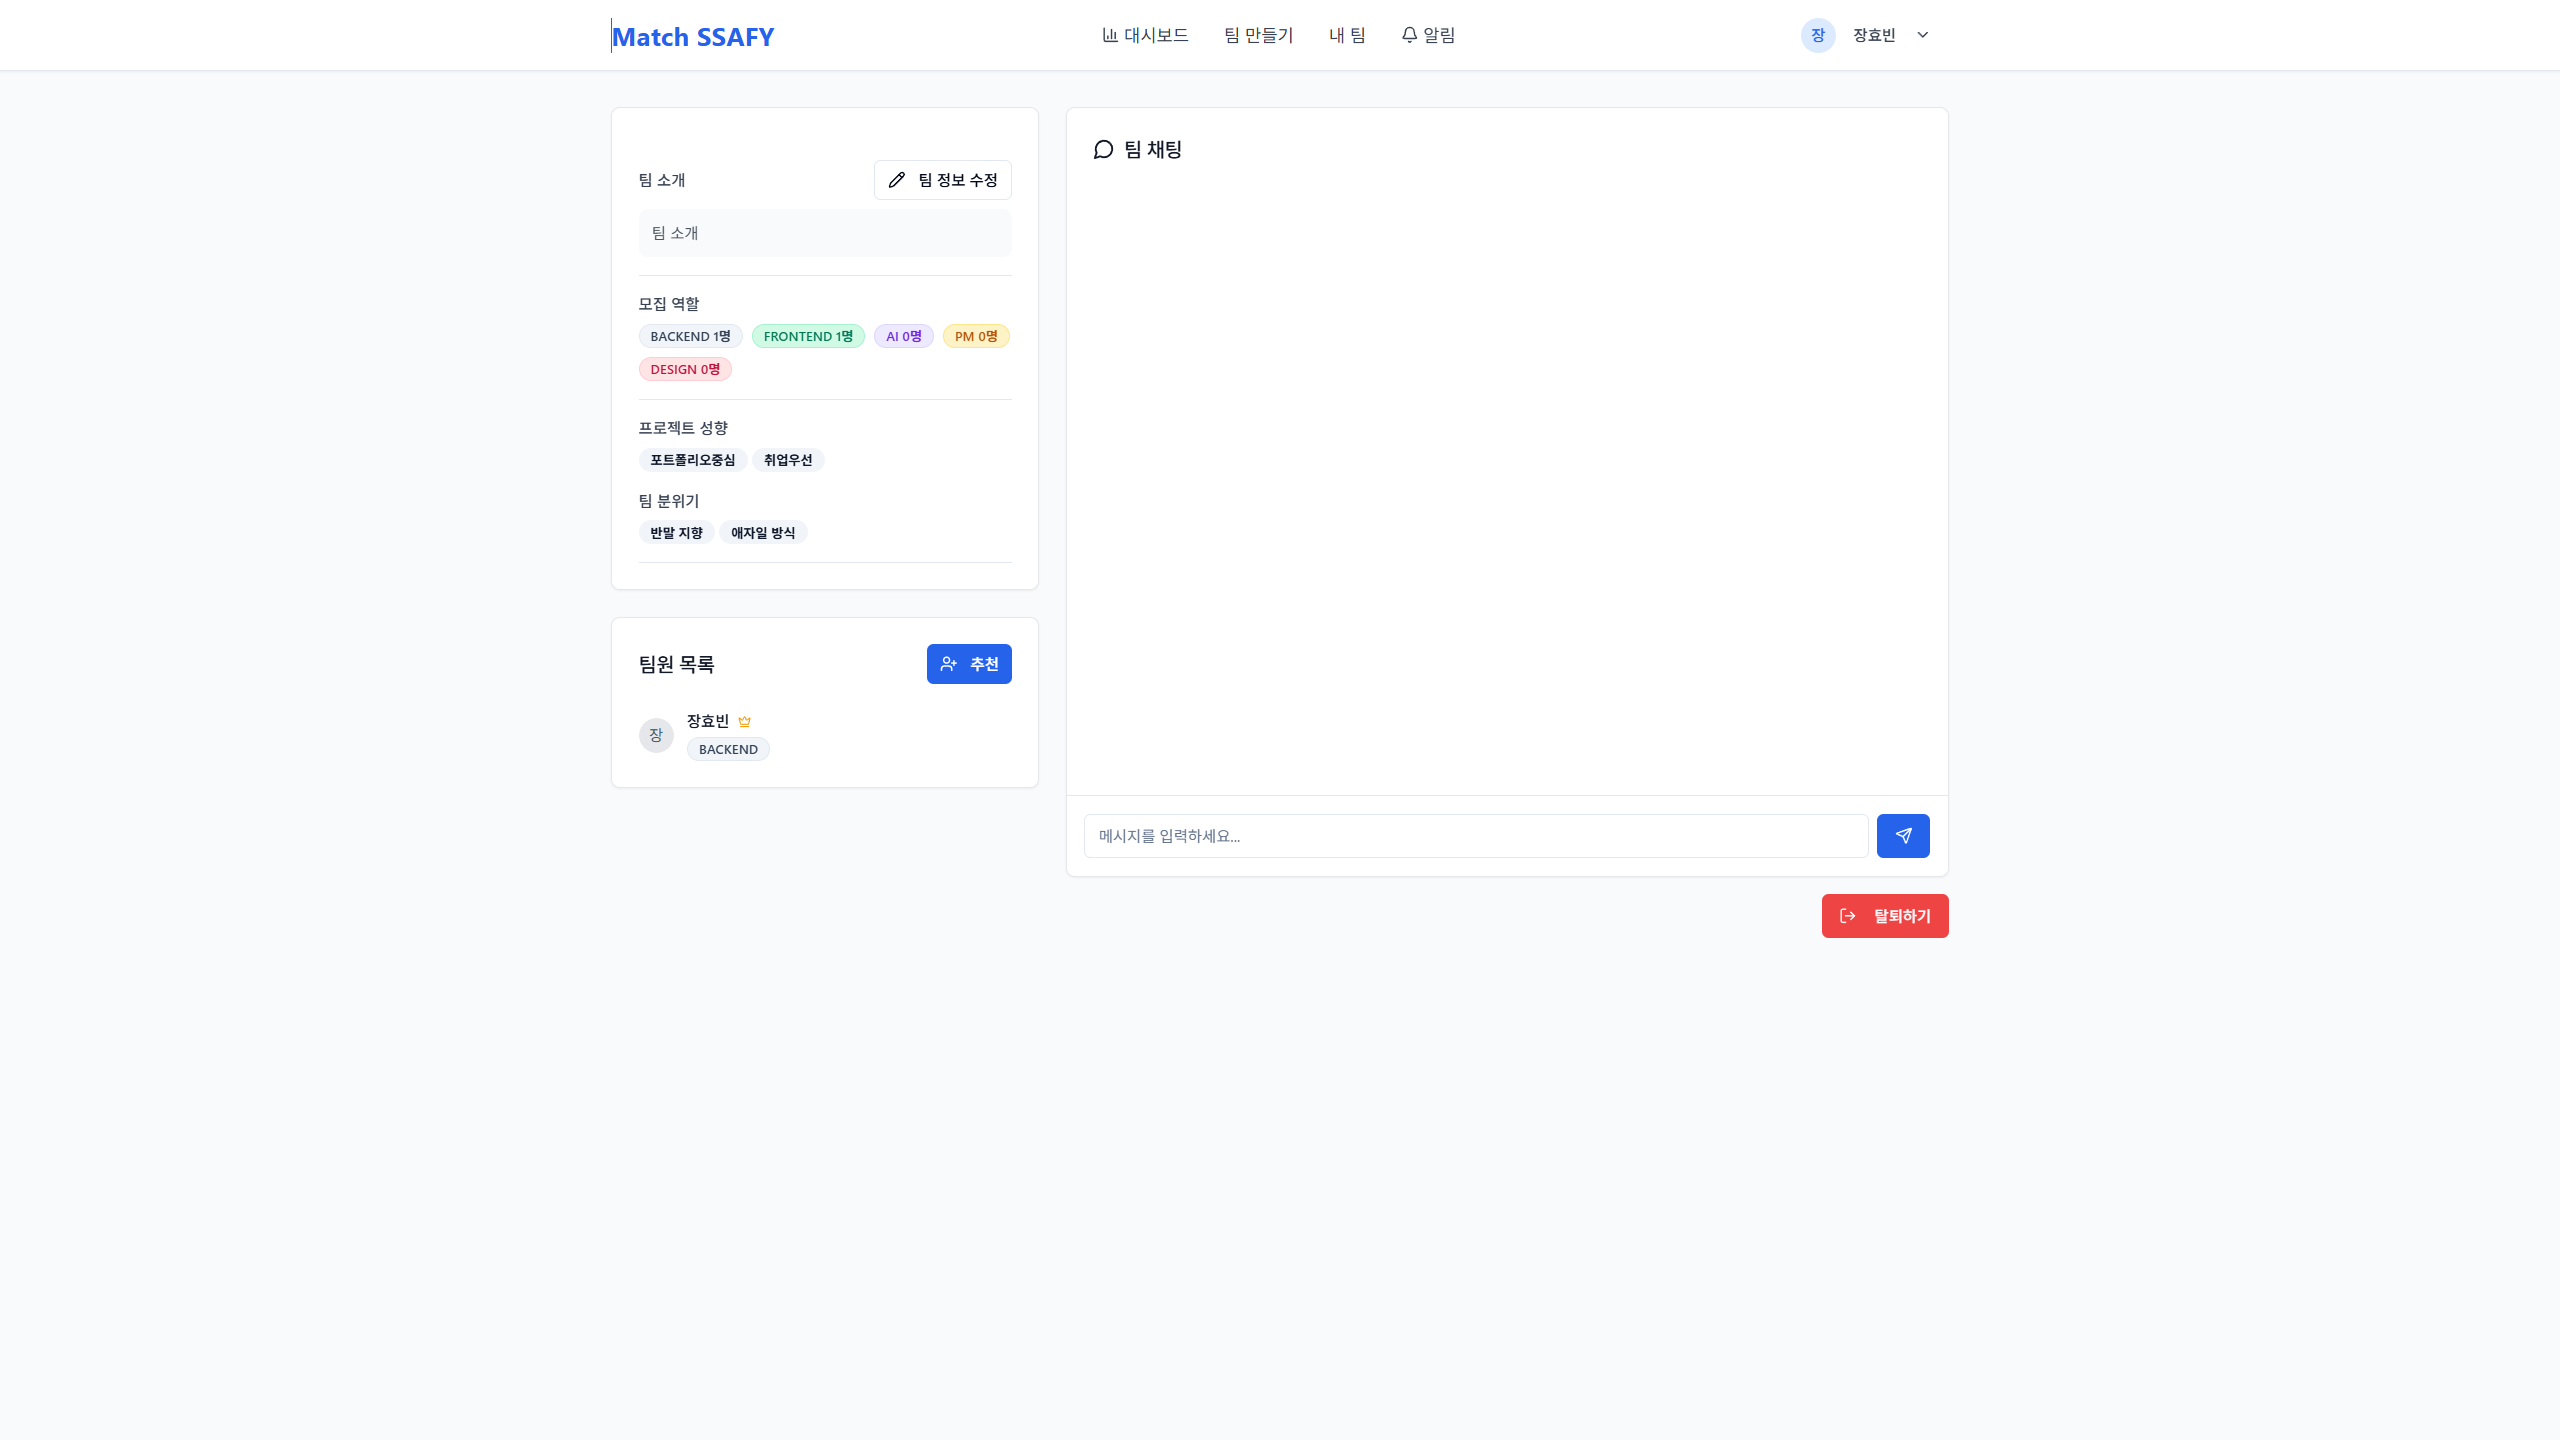 Match SSAFY
대시보드 팀 만들기 내 팀 알림
장 장효빈
팀 소개 팀 정보 수정
팀 소개
모집 역할
BACKEND 1명 FRONTEND 1명 AI 0명 PM 0명
DESIGN 0명
프로젝트 성향
포트폴리오중심 취업우선
팀 분위기
반말 지향 애자일 방식
팀원 목록 추천
장 장효빈
BACKEND
팀 채팅
메시지를 입력하세요...
탈퇴하기